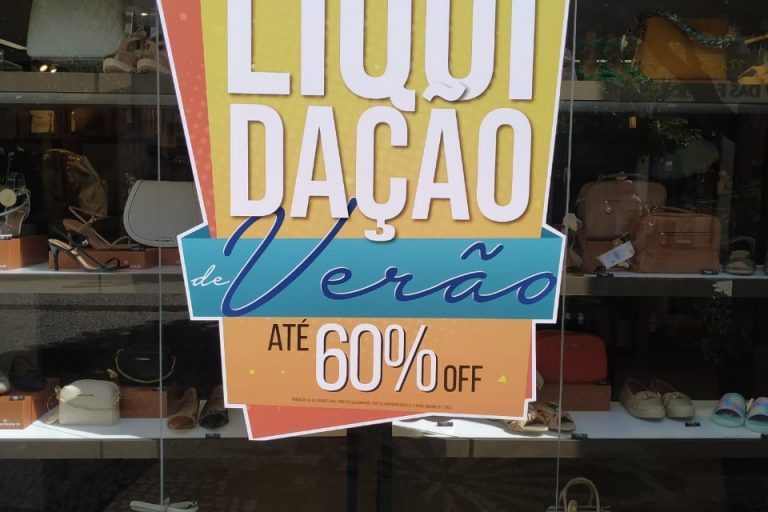 LIQUI
DAÇÃO
de Verão
ATÉ 60% OFF